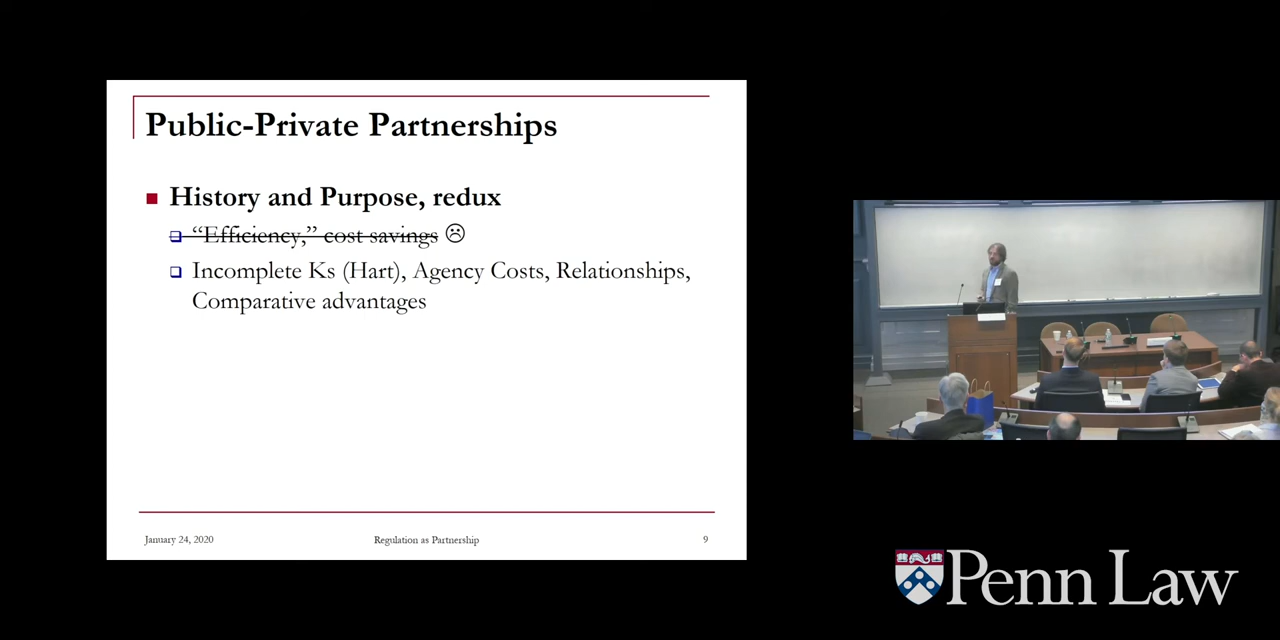 Public-Private Partnerships
History and Purpose, redux
“Efficiency,” cost savings ☹
Incomplete Ks (Hart), Agency Costs, Relationships,
Comparative advantages
January 24, 2020
Regulation as Partnership
9
Penn Law